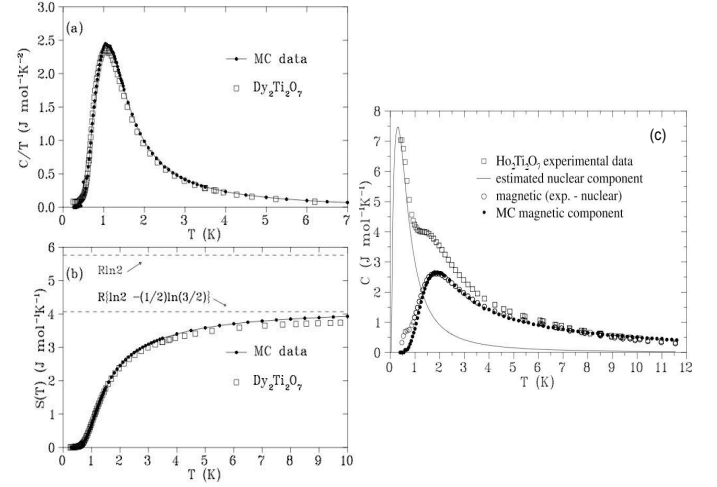 (a)
3.0
2.5
2.0
1.5
1.0
0.5
0.0
C/T (J mol⁻¹K⁻²)
MC data
Dy₂Ti₂O₇
0 1 2 3 4 5 6 7
T (K)
(b)
6
5
4
3
2
1
0
S(T) (J mol⁻¹K⁻¹)
Rln2
R{ln2 -(1/2)ln(3/2)}
MC data
Dy₂Ti₂O₇
0 1 2 3 4 5 6 7 8 9 10
T (K)
(c)
8
7
6
5
4
3
2
1
0
C (J mol⁻¹K⁻¹)
Ho₂Ti₂O₇ experimental data
estimated nuclear component
magnetic (exp. - nuclear)
MC magnetic component
0 1 2 3 4 5 6 7 8 9 10 11 12
T (K)